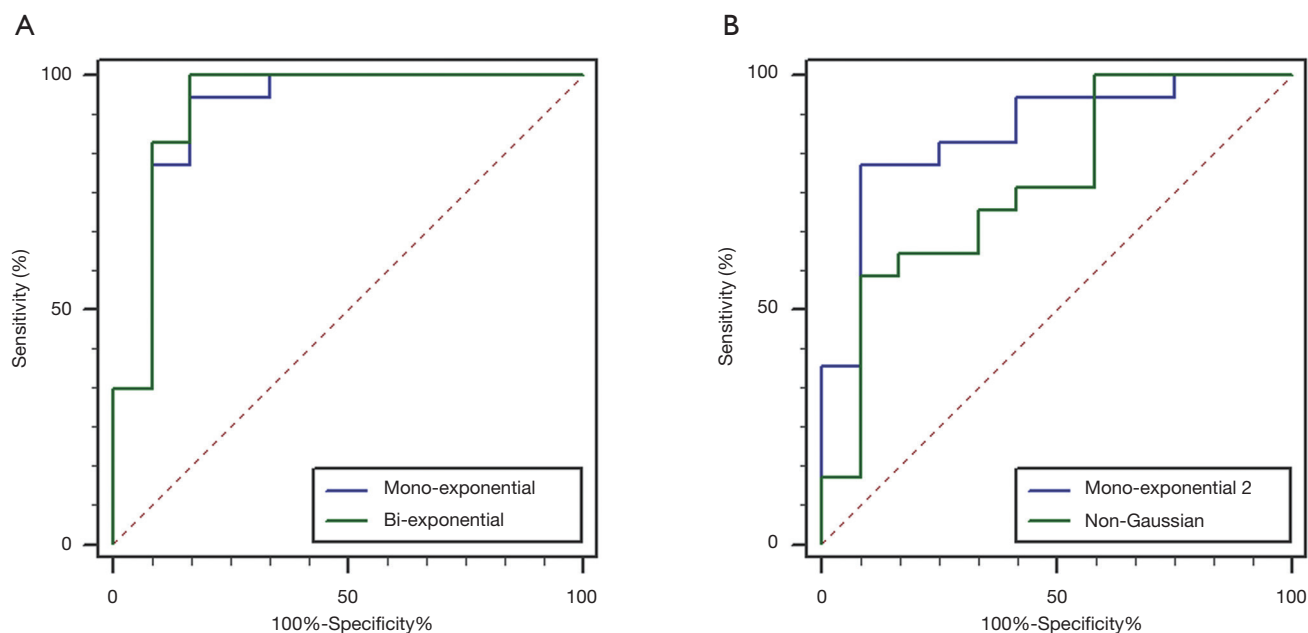 A
100
50
0
Sensitivity (%)
Mono-exponential
Bi-exponential
0 50 100
100%-Specificity%
B
100
50
0
Sensitivity (%)
Mono-exponential 2
Non-Gaussian
0 50 100
100%-Specificity%